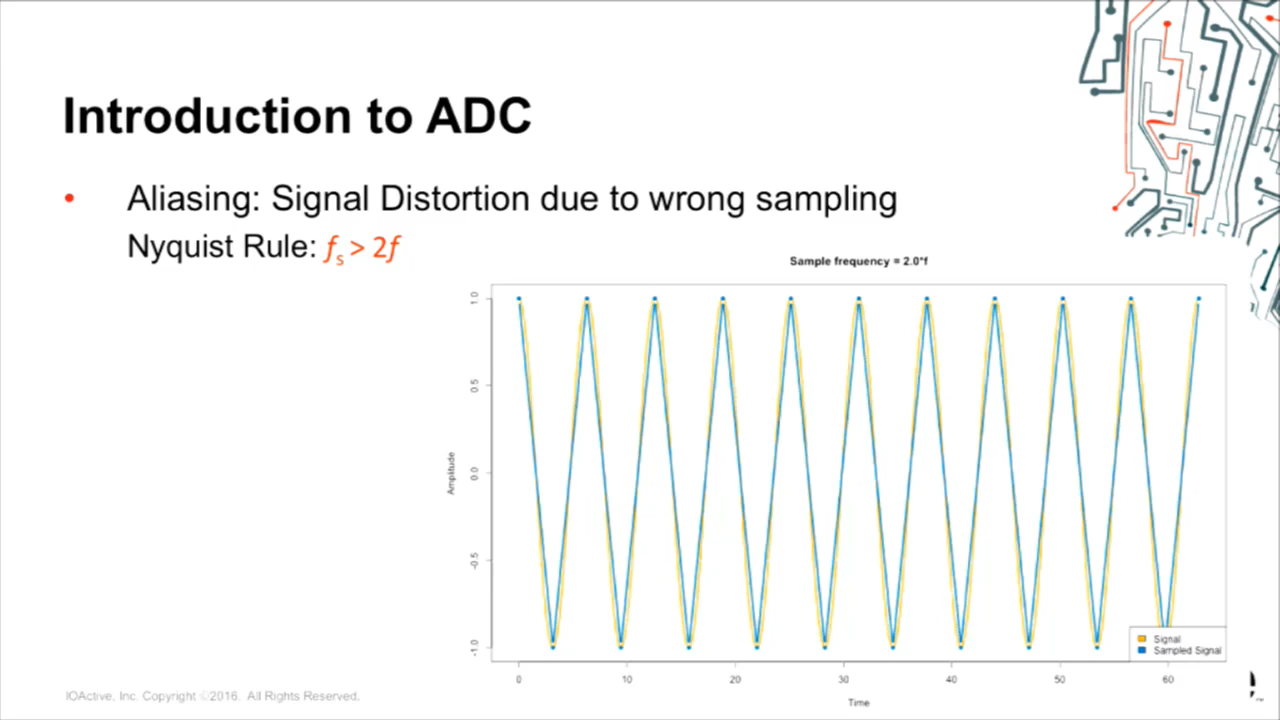 Introduction to ADC
• Aliasing: Signal Distortion due to wrong sampling
Nyquist Rule: fs > 2f
Sample frequency = 2.0*f
1.0
0.5
0.0
-0.5
-1.0
Amplitude
Signal
Sampled Signal
0 10 20 30 40 50 60
Time
IOActive, Inc. Copyright ©2016. All Rights Reserved.